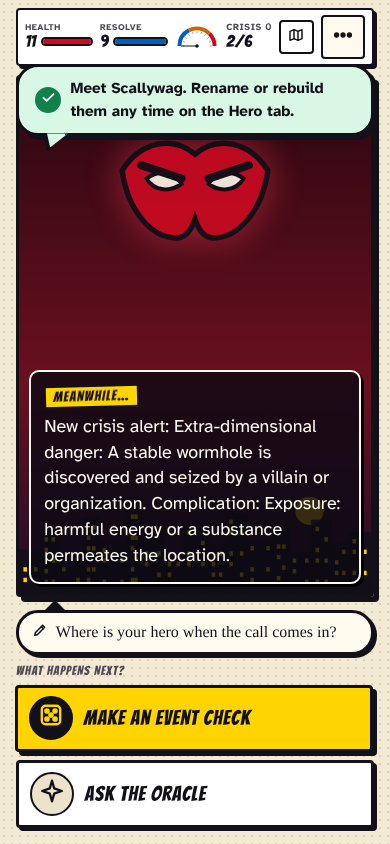 HEALTH
11
RESOLVE
9
CRISIS 0
2/6
Meet Scallywag. Rename or rebuild
them any time on the Hero tab.
MEANWHILE...
New crisis alert: Extra-dimensional
danger: A stable wormhole is
discovered and seized by a villain or
organization. Complication: Exposure:
harmful energy or a substance
permeates the location.
Where is your hero when the call comes in?
WHAT HAPPENS NEXT?
MAKE AN EVENT CHECK
ASK THE ORACLE